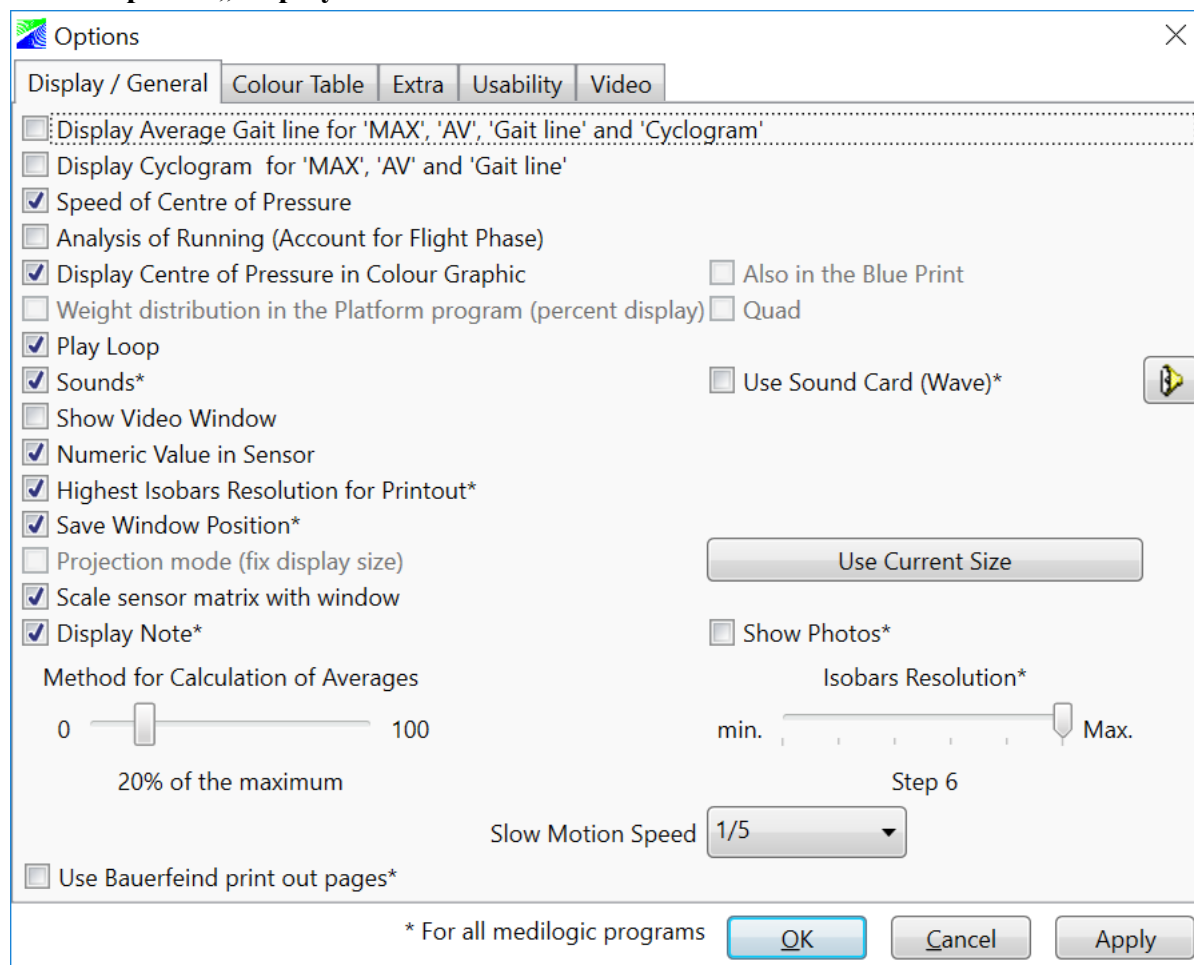 Options
Display / General Colour Table Extra Usability Video
Display Average Gait line for 'MAX', 'AV', 'Gait line' and 'Cyclogram'
Display Cyclogram for 'MAX', 'AV' and 'Gait line'
Speed of Centre of Pressure
Analysis of Running (Account for Flight Phase)
Display Centre of Pressure in Colour Graphic Also in the Blue Print
Weight distribution in the Platform program (percent display) Quad
Play Loop
Sounds* Use Sound Card (Wave)*
Show Video Window
Numeric Value in Sensor
Highest Isobars Resolution for Printout*
Save Window Position*
Projection mode (fix display size) Use Current Size
Scale sensor matrix with window
Display Note* Show Photos*
Method for Calculation of Averages Isobars Resolution*
0 100 min. Max.
20% of the maximum Step 6
Slow Motion Speed 1/5
Use Bauerfeind print out pages*
* For all medilogic programs OK Cancel Apply